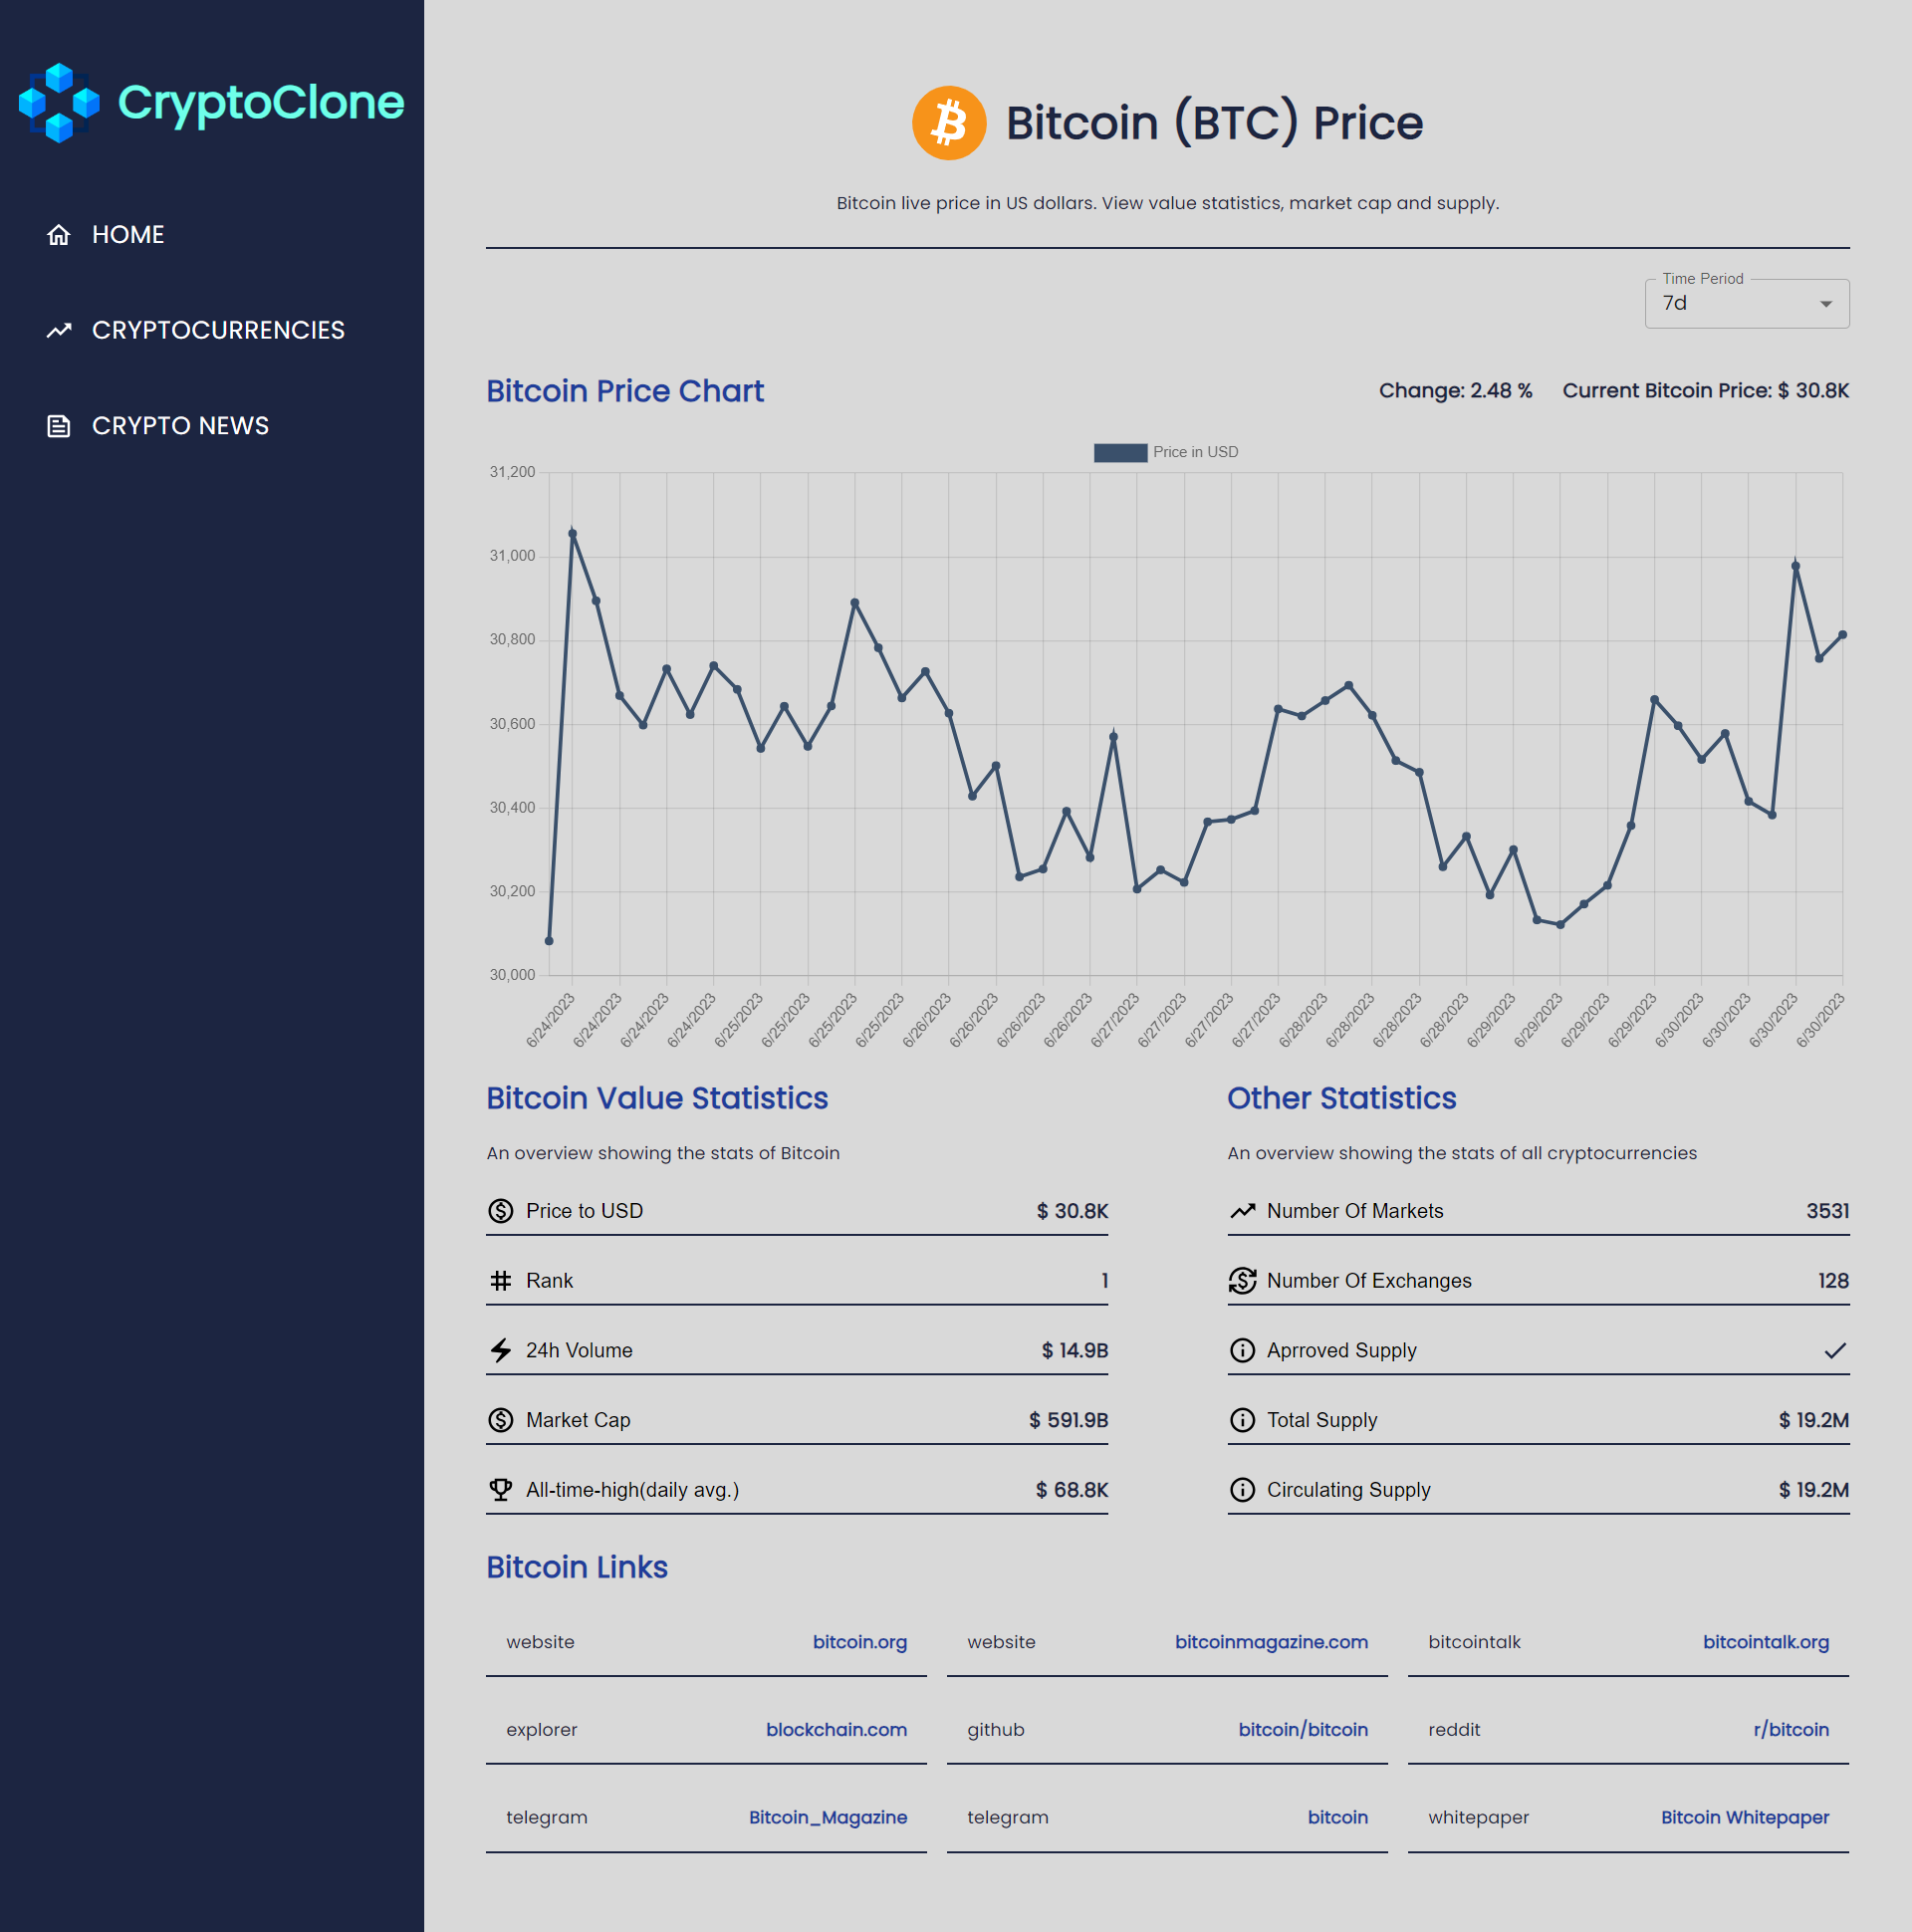 CryptoClone
HOME
CRYPTOCURRENCIES
CRYPTO NEWS
Bitcoin (BTC) Price
Bitcoin live price in US dollars. View value statistics, market cap and supply.
Time Period
7d
Bitcoin Price Chart
Change: 2.48 % Current Bitcoin Price: $ 30.8K
Price in USD
31,200
31,000
30,800
30,600
30,400
30,200
30,000
6/24/2023 6/24/2023 6/24/2023 6/24/2023 6/25/2023 6/25/2023 6/25/2023 6/25/2023 6/26/2023 6/26/2023 6/26/2023 6/26/2023 6/27/2023 6/27/2023 6/27/2023 6/27/2023 6/28/2023 6/28/2023 6/28/2023 6/29/2023 6/29/2023 6/29/2023 6/29/2023 6/30/2023 6/30/2023 6/30/2023 6/30/2023
Bitcoin Value Statistics
An overview showing the stats of Bitcoin
Price to USD $ 30.8K
Rank 1
24h Volume $ 14.9B
Market Cap $ 591.9B
All-time-high(daily avg.) $ 68.8K
Other Statistics
An overview showing the stats of all cryptocurrencies
Number Of Markets 3531
Number Of Exchanges 128
Aprroved Supply
Total Supply $ 19.2M
Circulating Supply $ 19.2M
Bitcoin Links
website bitcoin.org
website bitcoinmagazine.com
bitcointalk bitcointalk.org
explorer blockchain.com
github bitcoin/bitcoin
reddit r/bitcoin
telegram Bitcoin_Magazine
telegram bitcoin
whitepaper Bitcoin Whitepaper